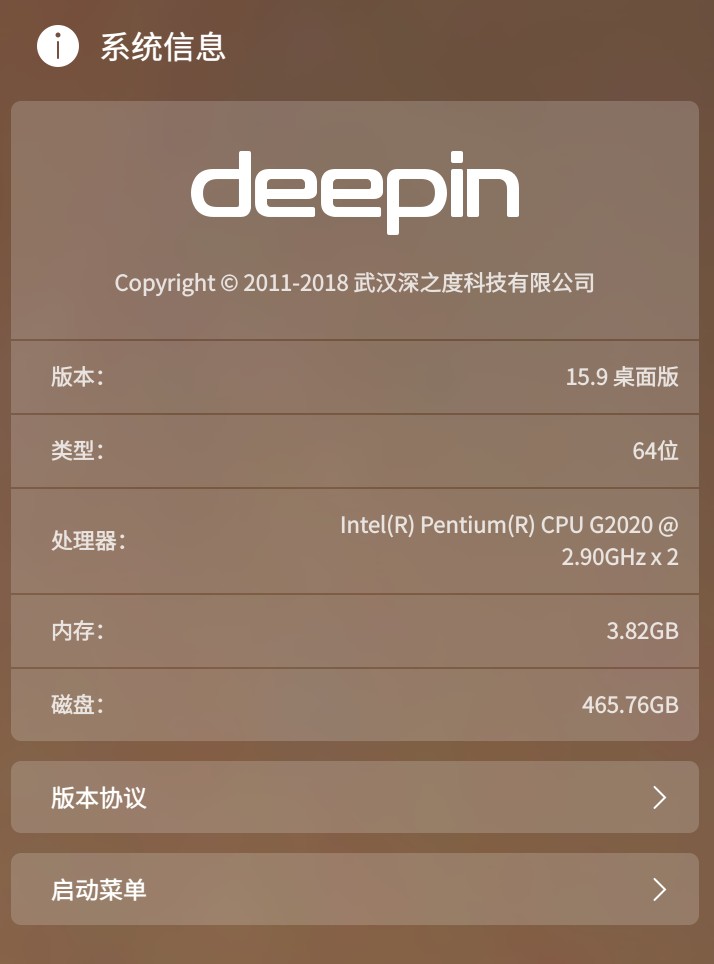 系统信息
deepin
Copyright © 2011-2018 武汉深之度科技有限公司
版本：
15.9 桌面版
类型：
64位
处理器：
Intel(R) Pentium(R) CPU G2020 @
2.90GHz x 2
内存：
3.82GB
磁盘：
465.76GB
版本协议
启动菜单